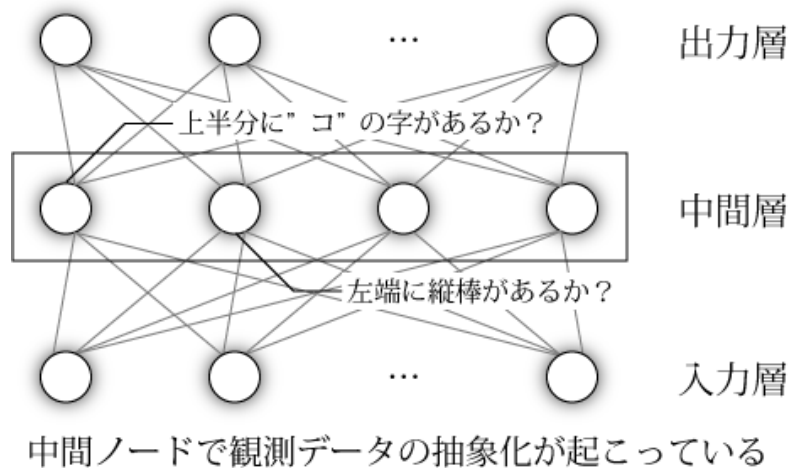 … 出力層
上半分に”コ”の字があるか？
中間層
左端に縦棒があるか？
… 入力層
中間ノードで観測データの抽象化が起こっている